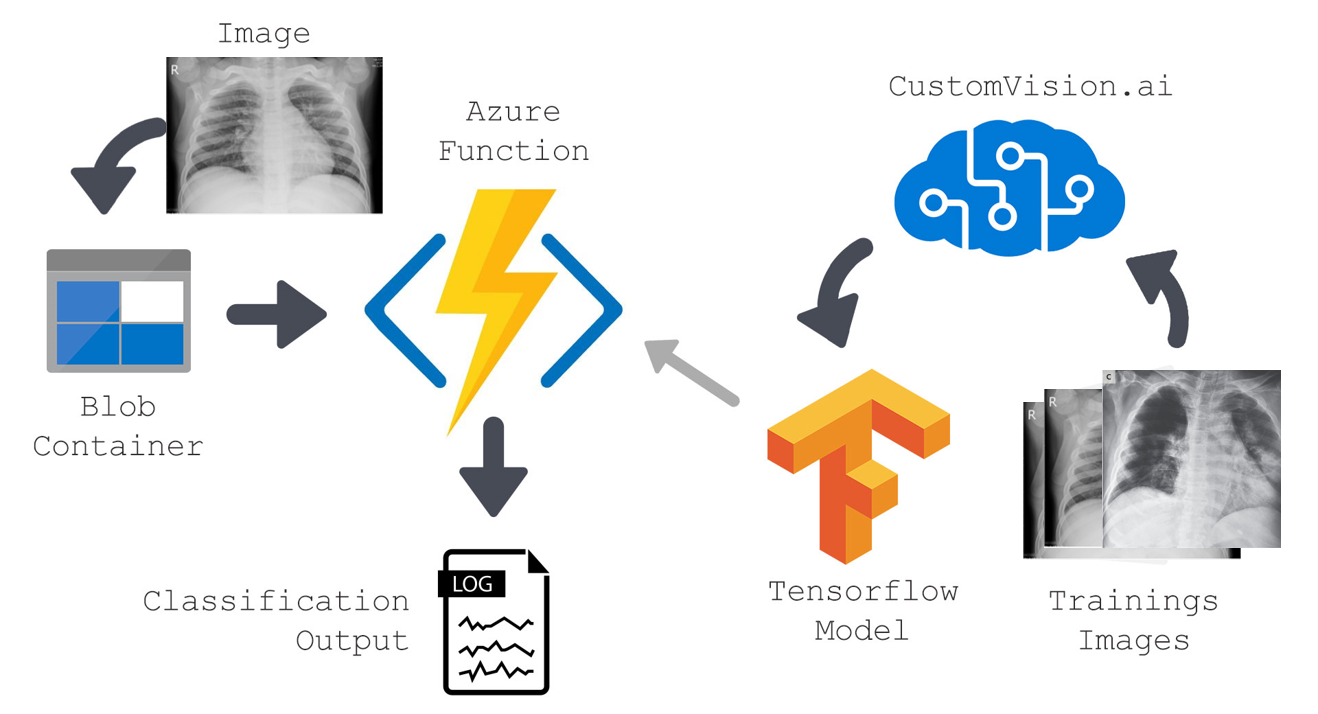 Image
R
CustomVision.ai
Azure
Function
Blob
Container
C
R
R
LOG
Classification
Output
Tensorflow
Model
Trainings
Images